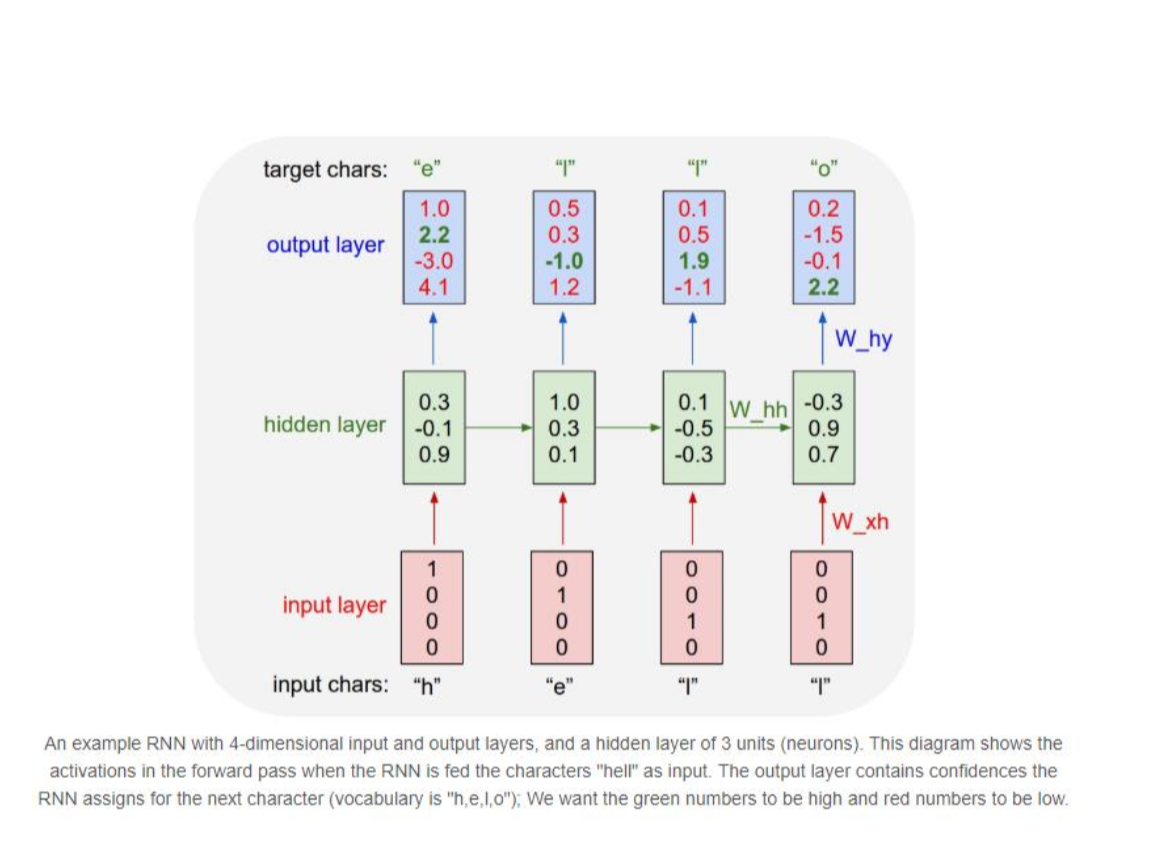 target chars: “e” “l” “l” “o”
output layer
1.0 0.5 0.1 0.2
2.2 0.3 0.5 -1.5
-3.0 -1.0 1.9 -0.1
4.1 1.2 -1.1 2.2
W_hy
hidden layer
0.3 1.0 0.1 -0.3
-0.1 0.3 -0.5 0.9
0.9 0.1 -0.3 0.7
W_hh
W_xh
input layer
1 0 0 0
0 1 0 0
0 0 1 1
0 0 0 0
input chars: “h” “e” “l” “l”
An example RNN with 4-dimensional input and output layers, and a hidden layer of 3 units (neurons). This diagram shows the
activations in the forward pass when the RNN is fed the characters "hell" as input. The output layer contains confidences the
RNN assigns for the next character (vocabulary is "h,e,l,o"); We want the green numbers to be high and red numbers to be low.